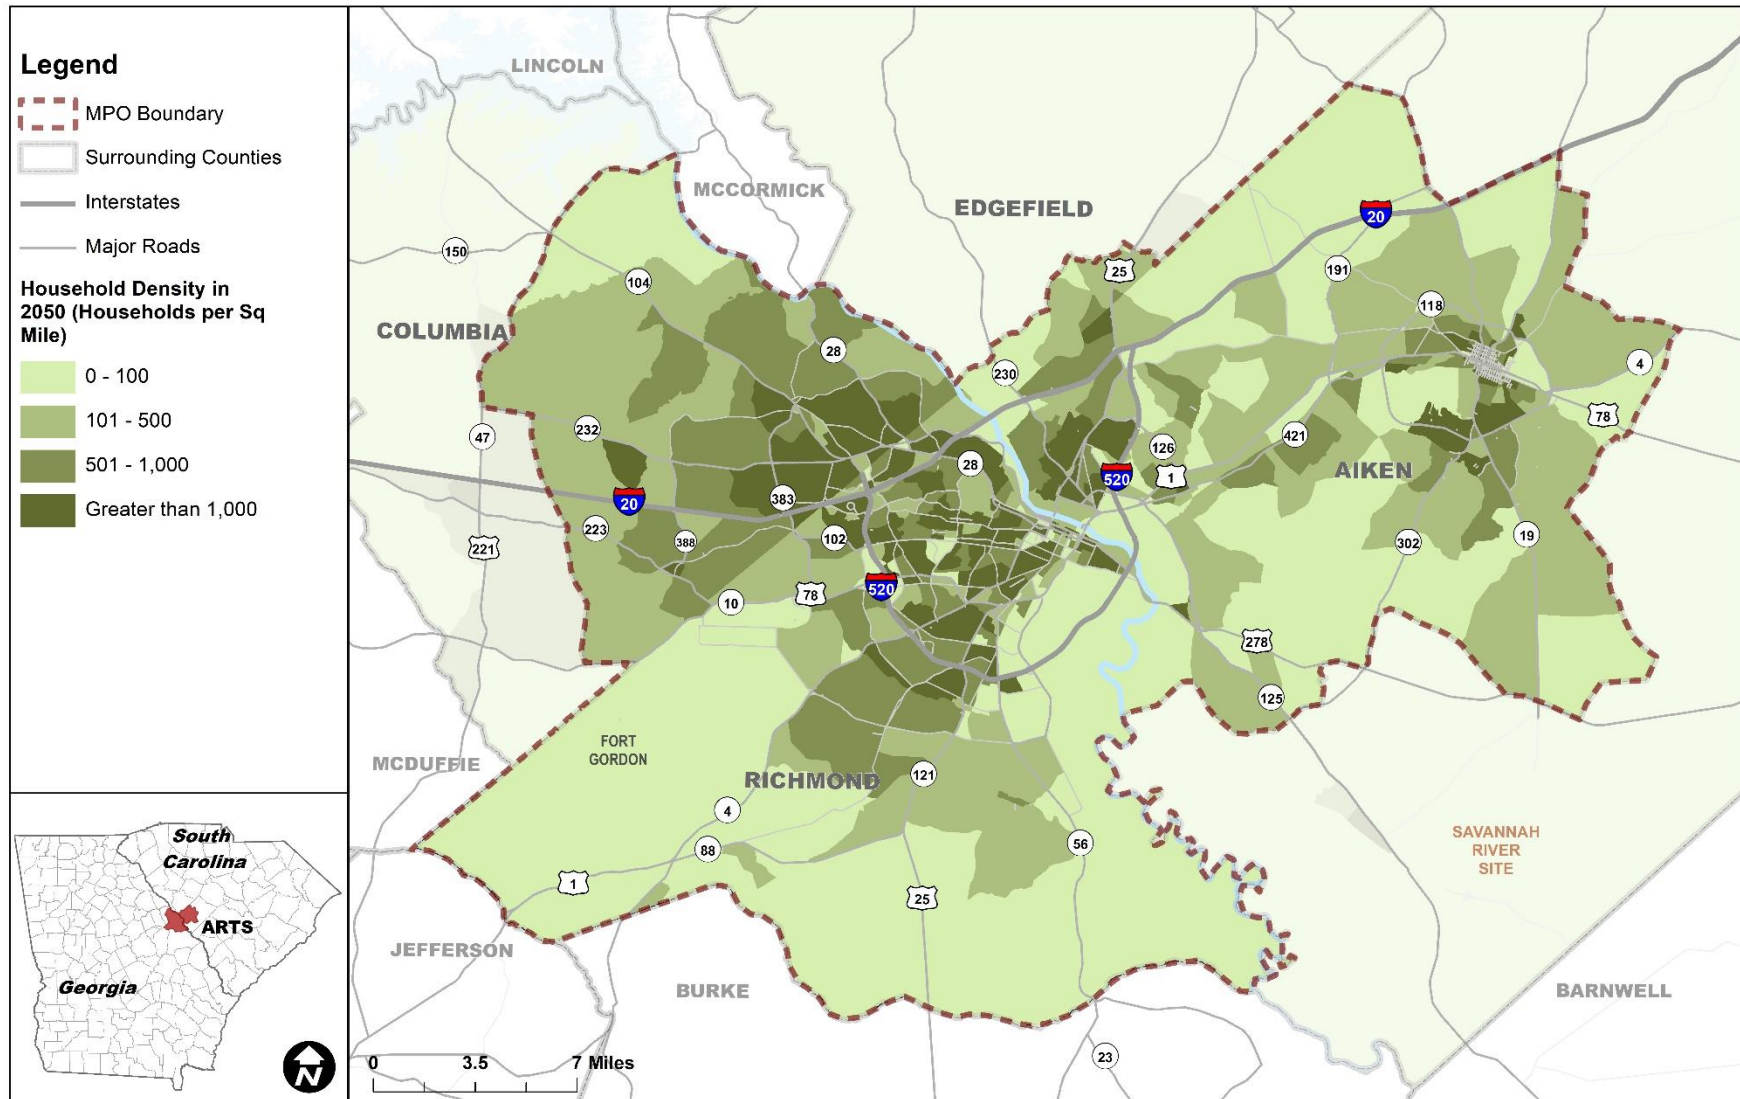 Legend
MPO Boundary
Surrounding Counties
Interstates
Major Roads
Household Density in
2050 (Households per Sq
Mile)
0 - 100
101 - 500
501 - 1,000
Greater than 1,000
South
Carolina
ARTS
Georgia
N
LINCOLN
MCCORMICK
EDGEFIELD
20
150
25
191
104
118
COLUMBIA
28
230
4
78
232
47
126
421
28
AIKEN
1
520
383
20
223
102
388
221
302
19
520
78
10
278
125
FORT
GORDON
MCDUFFIE
RICHMOND
121
4
88
56
SAVANNAH
RIVER
SITE
1
25
JEFFERSON
BURKE
BARNWELL
23
0 3.5 7 Miles